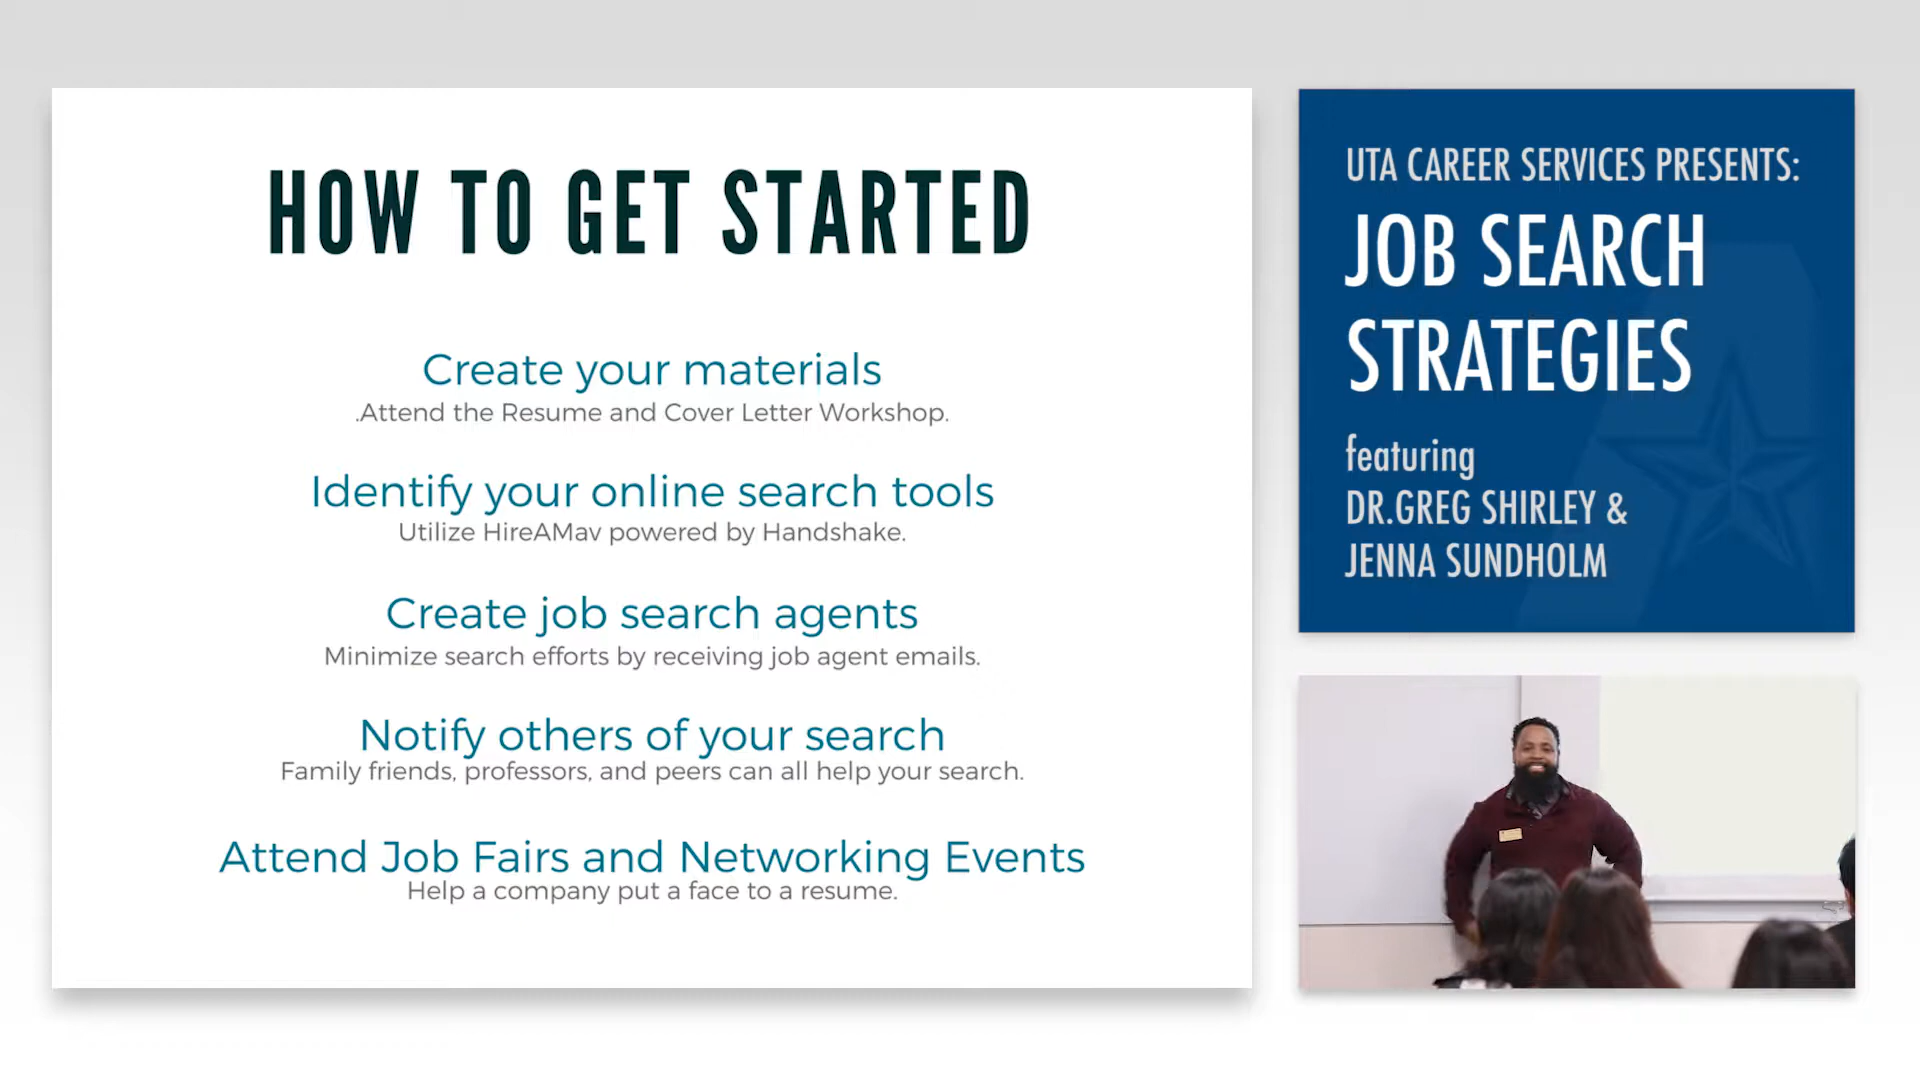 HOW TO GET STARTED
Create your materials
.Attend the Resume and Cover Letter Workshop.
Identify your online search tools
Utilize HireAMav powered by Handshake.
Create job search agents
Minimize search efforts by receiving job agent emails.
Notify others of your search
Family friends, professors, and peers can all help your search.
Attend Job Fairs and Networking Events
Help a company put a face to a resume.
UTA CAREER SERVICES PRESENTS:
JOB SEARCH
STRATEGIES
featuring
DR.GREG SHIRLEY &
JENNA SUNDHOLM